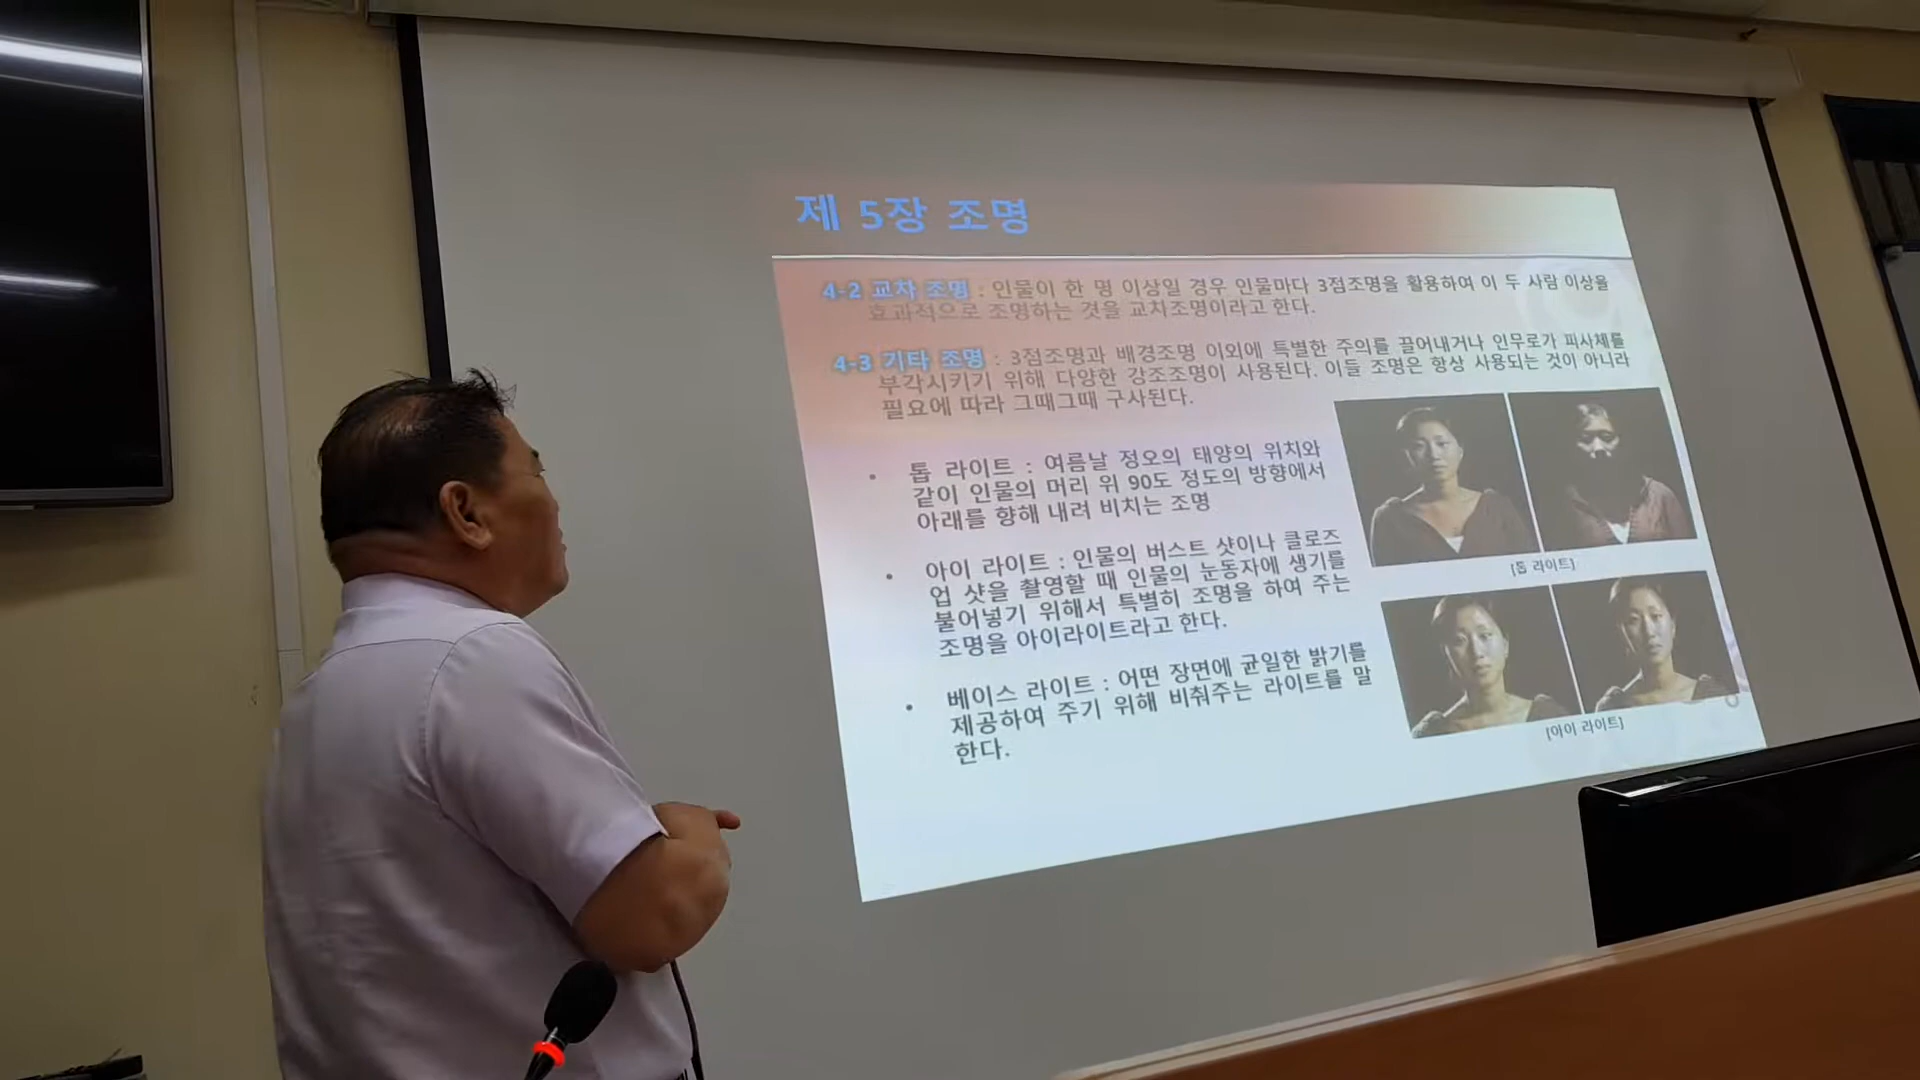 제 5장 조명
4-2 교차 조명 : 인물이 한 명 이상일 경우 인물마다 3점조명을 활용하여 이 두 사람 이상을
효과적으로 조명하는 것을 교차조명이라고 한다.
4-3 기타 조명 : 3점조명과 배경조명 이외에 특별한 주의를 끌어내거나 인무로가 피사체를
부각시키기 위해 다양한 강조조명이 사용된다. 이들 조명은 항상 사용되는 것이 아니라
필요에 따라 그때그때 구사된다.
• 톱 라이트 : 여름날 정오의 태양의 위치와
같이 인물의 머리 위 90도 정도의 방향에서
아래를 향해 내려 비치는 조명
• 아이 라이트 : 인물의 버스트 샷이나 클로즈
업 샷을 촬영할 때 인물의 눈동자에 생기를
불어넣기 위해서 특별히 조명을 하여 주는
조명을 아이라이트라고 한다.
• 베이스 라이트 : 어떤 장면에 균일한 밝기를
제공하여 주기 위해 비춰주는 라이트를 말
한다.
[톱 라이트]
[아이 라이트]